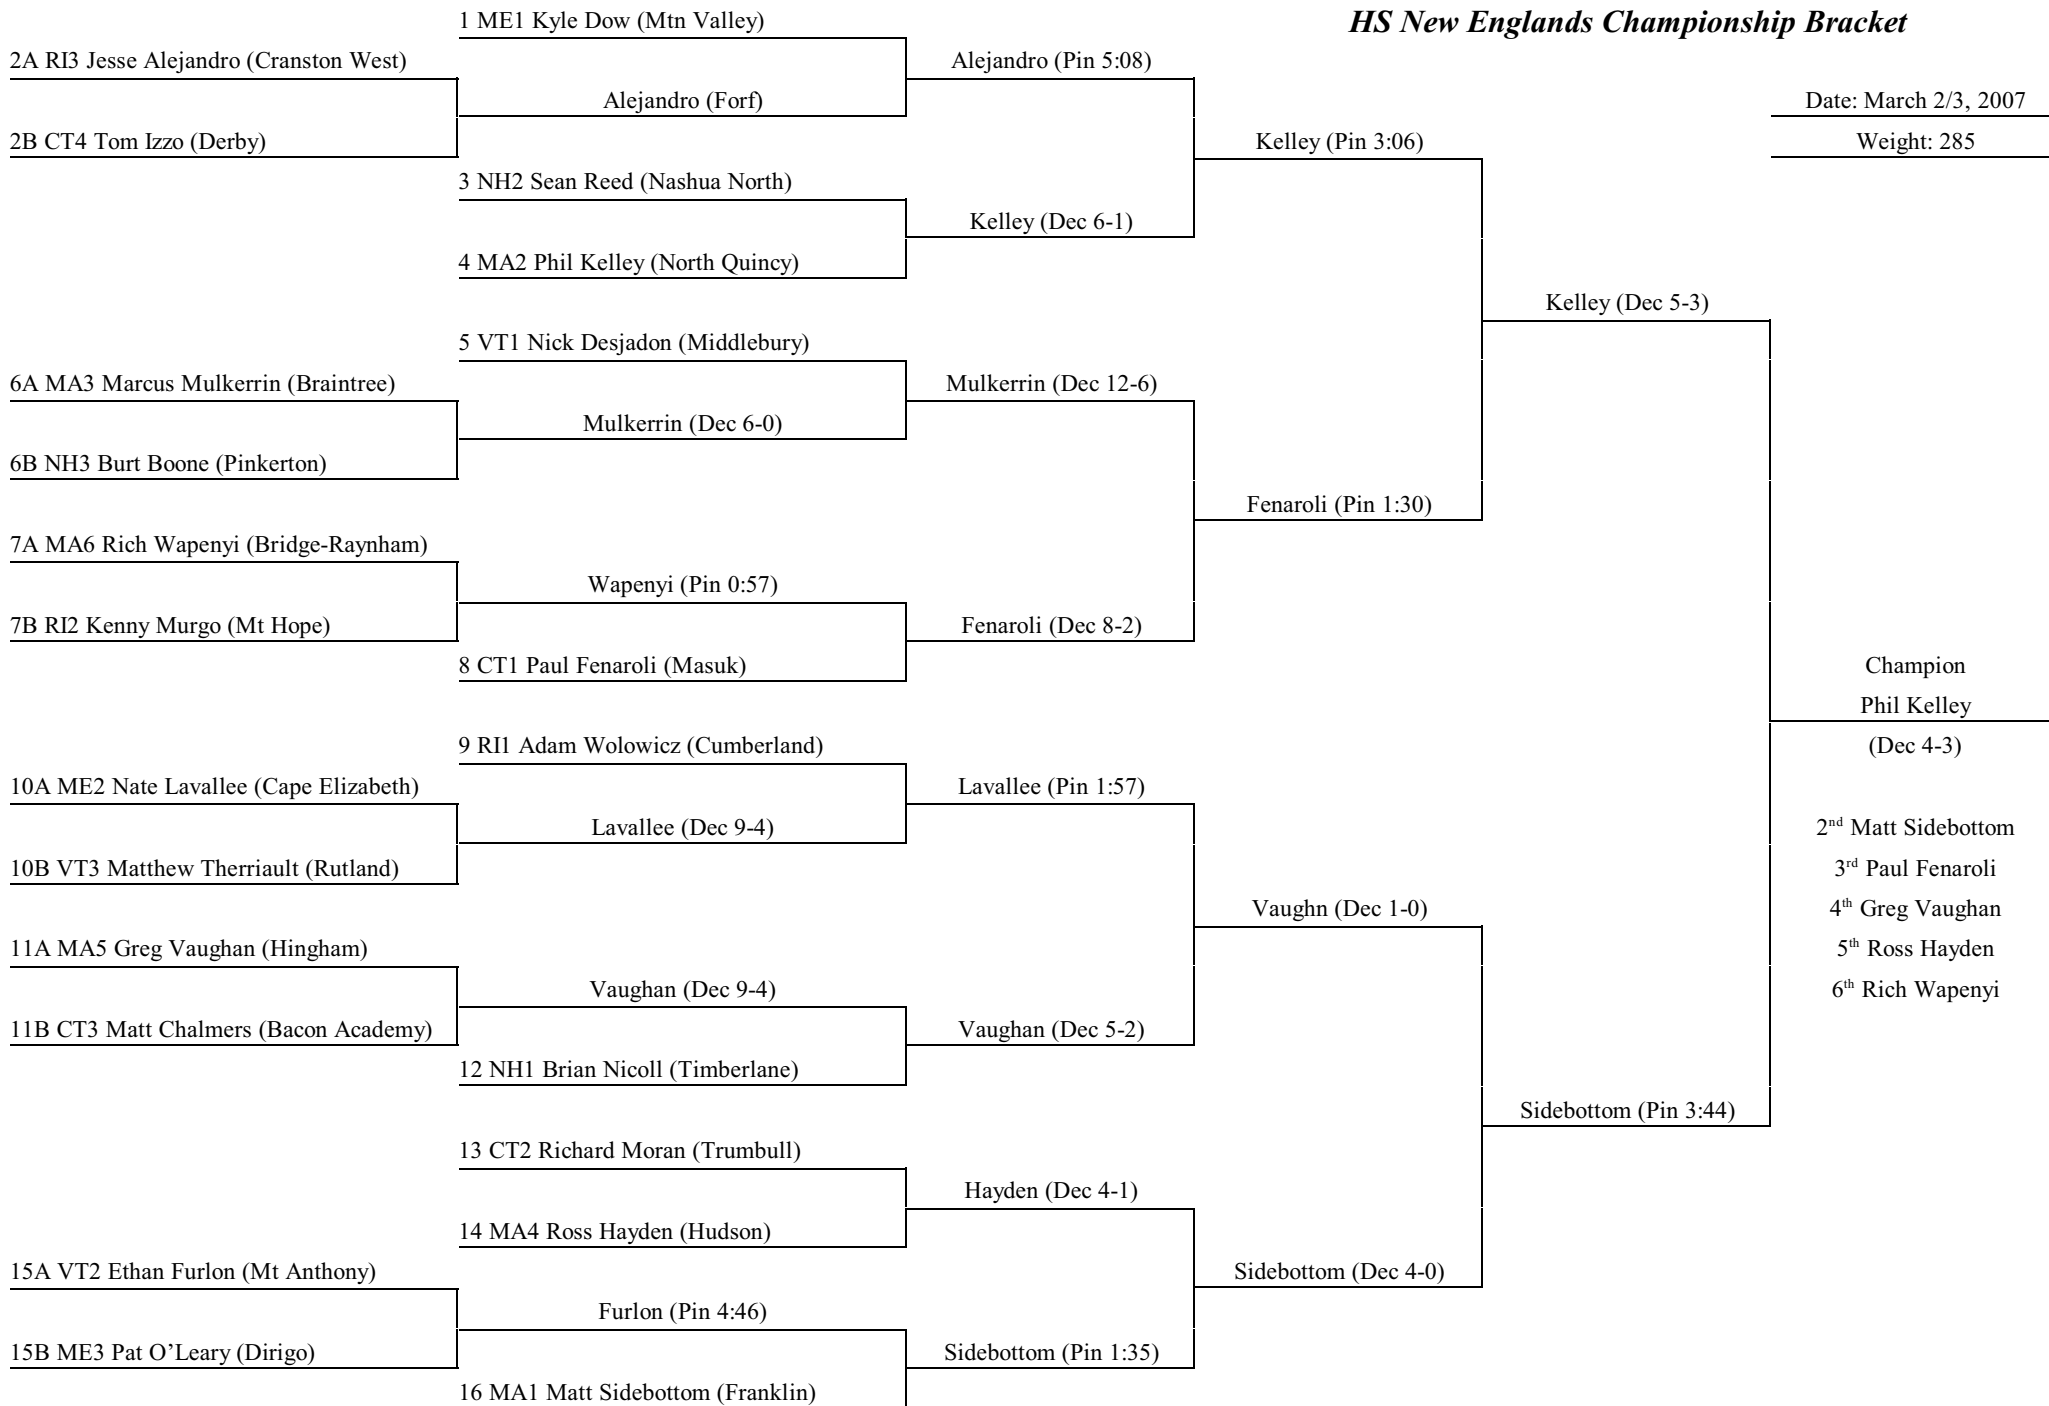 HS New Englands Championship Bracket
1 ME1 Kyle Dow (Mtn Valley)
2A RI3 Jesse Alejandro (Cranston West)
Alejandro (Pin 5:08)
Alejandro (Forf)
Date: March 2/3, 2007
2B CT4 Tom Izzo (Derby)
Kelley (Pin 3:06)
Weight: 285
3 NH2 Sean Reed (Nashua North)
Kelley (Dec 6-1)
4 MA2 Phil Kelley (North Quincy)
Kelley (Dec 5-3)
5 VT1 Nick Desjadon (Middlebury)
6A MA3 Marcus Mulkerrin (Braintree)
Mulkerrin (Dec 12-6)
Mulkerrin (Dec 6-0)
6B NH3 Burt Boone (Pinkerton)
Fenaroli (Pin 1:30)
7A MA6 Rich Wapenyi (Bridge-Raynham)
Wapenyi (Pin 0:57)
7B RI2 Kenny Murgo (Mt Hope)
Fenaroli (Dec 8-2)
8 CT1 Paul Fenaroli (Masuk)
Champion
Phil Kelley
(Dec 4-3)
9 RI1 Adam Wolowicz (Cumberland)
10A ME2 Nate Lavallee (Cape Elizabeth)
Lavallee (Pin 1:57)
Lavallee (Dec 9-4)
2nd Matt Sidebottom
10B VT3 Matthew Therriault (Rutland)
3rd Paul Fenaroli
Vaughn (Dec 1-0)
4th Greg Vaughan
11A MA5 Greg Vaughan (Hingham)
5th Ross Hayden
Vaughan (Dec 9-4)
6th Rich Wapenyi
11B CT3 Matt Chalmers (Bacon Academy)
Vaughan (Dec 5-2)
12 NH1 Brian Nicoll (Timberlane)
Sidebottom (Pin 3:44)
13 CT2 Richard Moran (Trumbull)
Hayden (Dec 4-1)
14 MA4 Ross Hayden (Hudson)
15A VT2 Ethan Furlon (Mt Anthony)
Sidebottom (Dec 4-0)
Furlon (Pin 4:46)
15B ME3 Pat O’Leary (Dirigo)
Sidebottom (Pin 1:35)
16 MA1 Matt Sidebottom (Franklin)